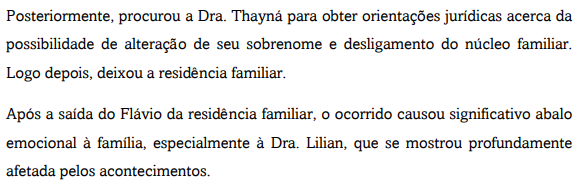 Posteriormente, procurou a Dra. Thayná para obter orientações jurídicas acerca da
possibilidade de alteração de seu sobrenome e desligamento do núcleo familiar.
Logo depois, deixou a residência familiar.
Após a saída do Flávio da residência familiar, o ocorrido causou significativo abalo
emocional à família, especialmente à Dra. Lilian, que se mostrou profundamente
afetada pelos acontecimentos.